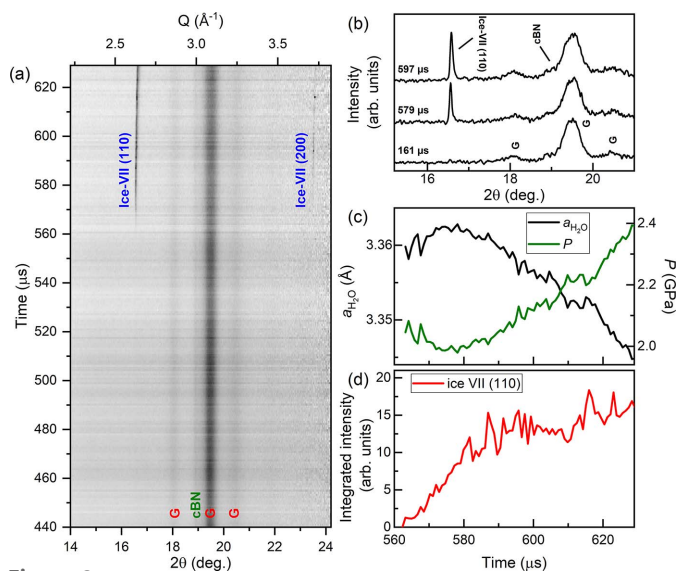 Q (Å⁻¹)
2.5 3.0 3.5
(a)
620
600
580
560
540
520
500
480
460
440
Time (µs)
Ice-VII (110)
Ice-VII (200)
G
cBN
G
G
14 16 18 20 22 24
2θ (deg.)
(b)
Ice-VII (110)
cBN
597 µs
579 µs
161 µs
G
G
G
Intensity
(arb. units)
16 18 20
2θ (deg.)
(c)
a_H₂O
P
3.36
3.35
a_H₂O (Å)
2.4
2.2
2.0
P (GPa)
(d)
ice VII (110)
25
20
15
10
5
0
Integrated intensity
(arb. units)
560 580 600 620
Time (µs)